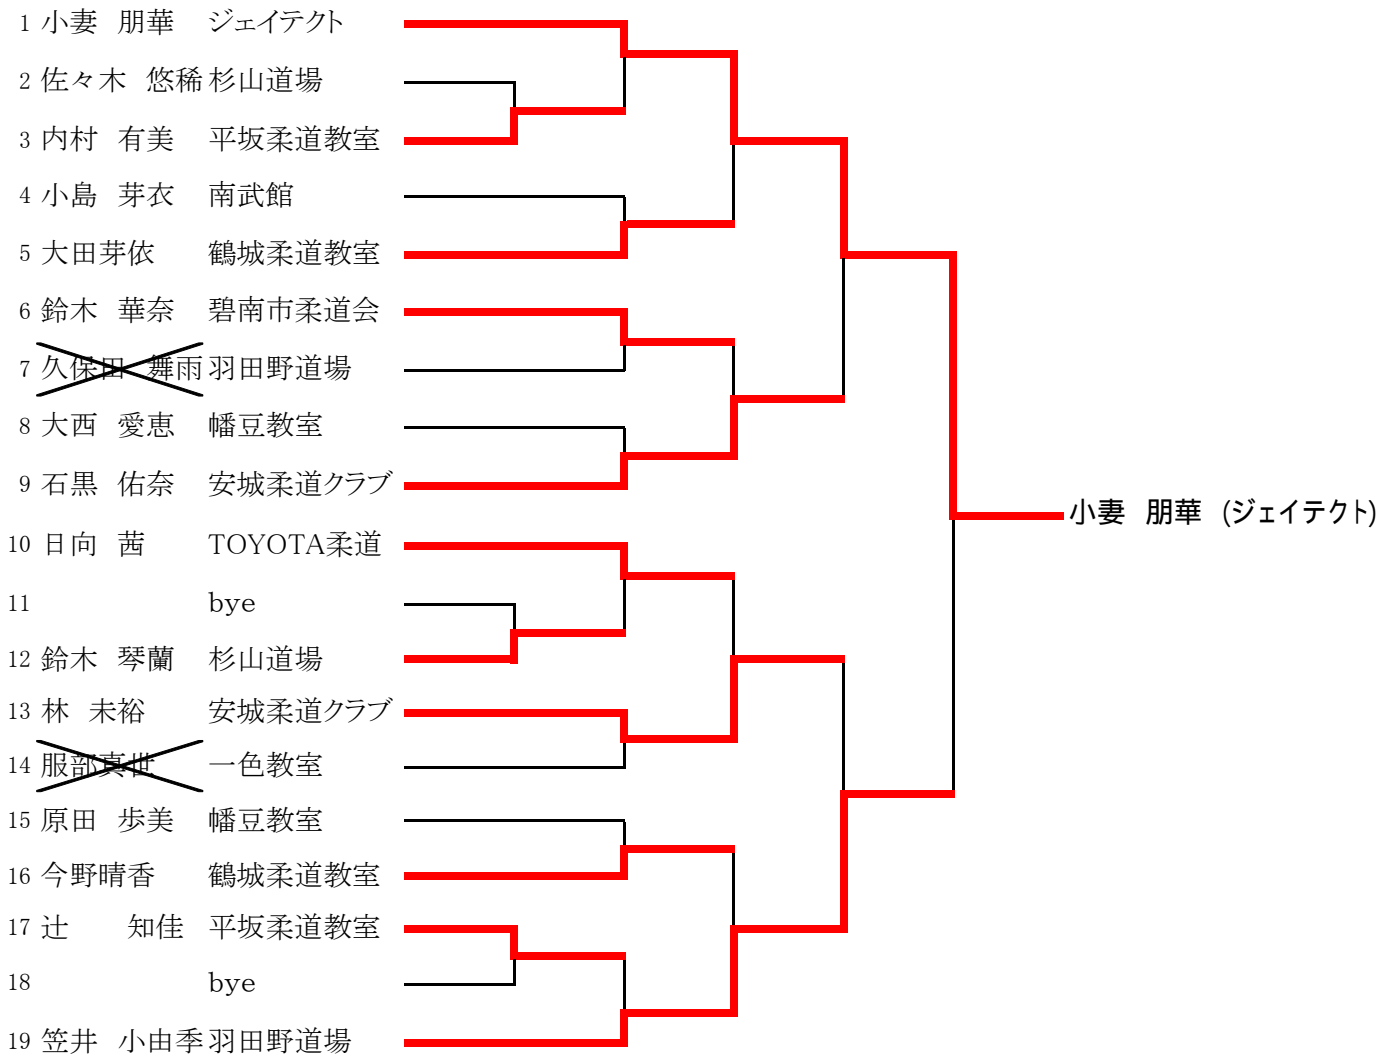 1 小妻 朋華 ジェイテクト
2 佐々木 悠稀 杉山道場
3 内村 有美 平坂柔道教室
4 小島 芽衣 南武館
5 大田芽依 鶴城柔道教室
6 鈴木 華奈 碧南市柔道会
7 久保田 舞雨 羽田野道場
8 大西 愛恵 幡豆教室
9 石黒 佑奈 安城柔道クラブ
小妻 朋華 (ジェイテクト)
10 日向 茜 TOYOTA柔道
11 bye
12 鈴木 琴蘭 杉山道場
13 林 未裕 安城柔道クラブ
14 服部真世 一色教室
15 原田 歩美 幡豆教室
16 今野晴香 鶴城柔道教室
17 辻 知佳 平坂柔道教室
18 bye
19 笠井 小由季 羽田野道場